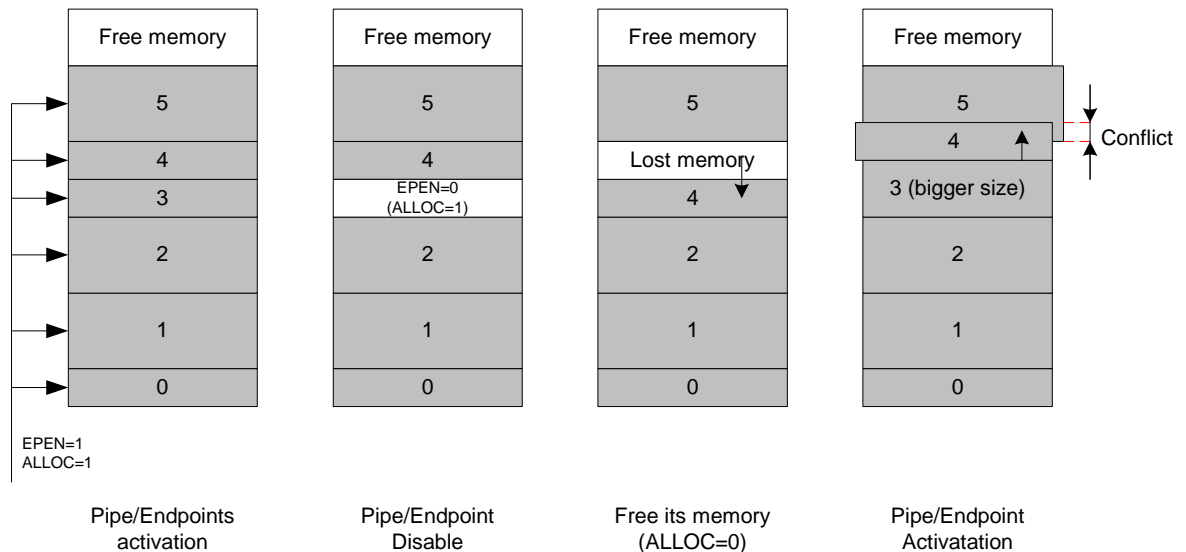 Free memory
5
4
3
2
1
0
EPEN=1
ALLOC=1
Pipe/Endpoints
activation
Free memory
5
4
EPEN=0
(ALLOC=1)
2
1
0
Pipe/Endpoint
Disable
Free memory
5
Lost memory
4
2
1
0
Free its memory
(ALLOC=0)
Free memory
5
4
Conflict
3 (bigger size)
2
1
0
Pipe/Endpoint
Activatation